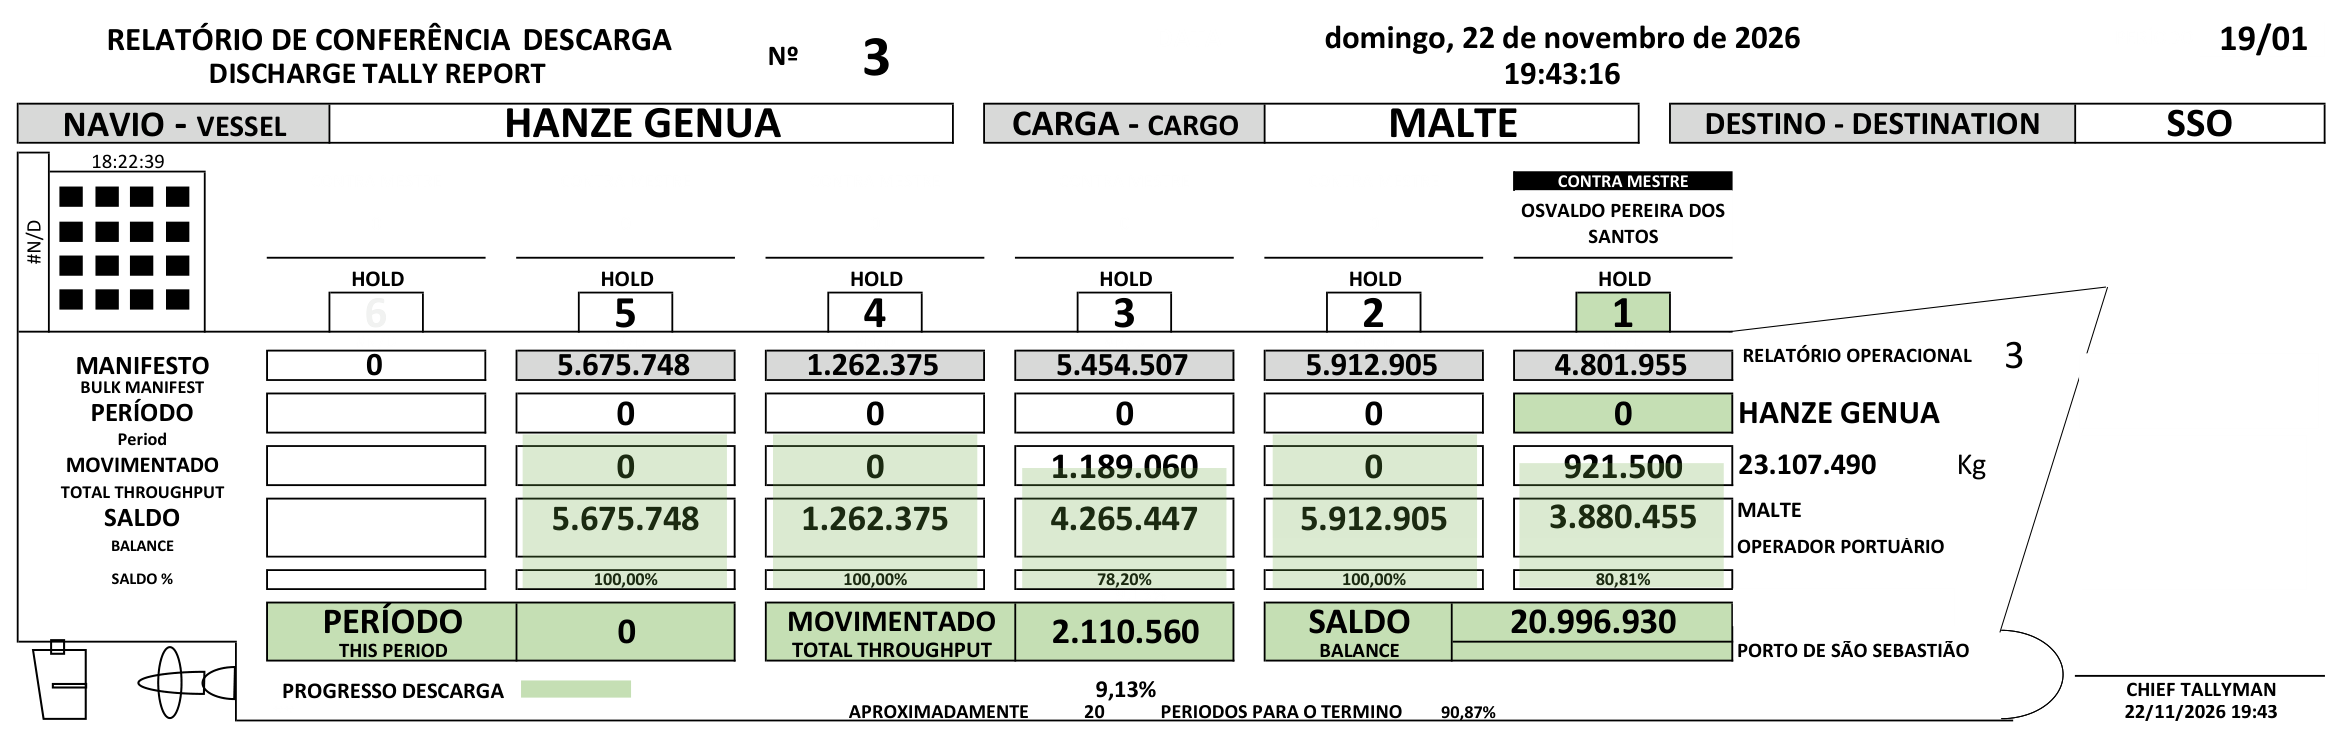 RELATÓRIO DE CONFERÊNCIA DESCARGA
DISCHARGE TALLY REPORT
Nº 3
domingo, 22 de novembro de 2026
19:43:16
19/01
NAVIO - VESSEL HANZE GENUA CARGA - CARGO MALTE DESTINO - DESTINATION SSO
18:22:39
#N/D
CONTRA MESTRE
OSVALDO PEREIRA DOS
SANTOS
HOLD HOLD HOLD HOLD HOLD HOLD
6 5 4 3 2 1
MANIFESTO 0 5.675.748 1.262.375 5.454.507 5.912.905 4.801.955 RELATÓRIO OPERACIONAL 3
BULK MANIFEST
PERÍODO 0 0 0 0 0 HANZE GENUA
Period
MOVIMENTADO 0 0 1.189.060 0 921.500 23.107.490 Kg
TOTAL THROUGHPUT
SALDO 5.675.748 1.262.375 4.265.447 5.912.905 3.880.455 MALTE
BALANCE OPERADOR PORTUÁRIO
SALDO % 100,00% 100,00% 78,20% 100,00% 80,81%
PERÍODO 0 MOVIMENTADO 2.110.560 SALDO 20.996.930
THIS PERIOD TOTAL THROUGHPUT BALANCE PORTO DE SÃO SEBASTIÃO
PROGRESSO DESCARGA 9,13%
APROXIMADAMENTE 20 PERIODOS PARA O TERMINO 90,87%
CHIEF TALLYMAN
22/11/2026 19:43